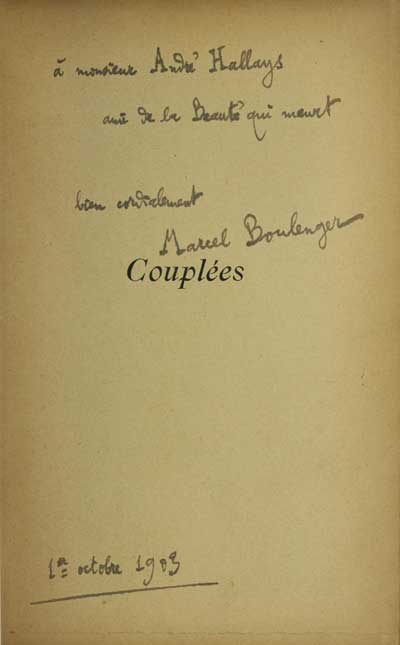 à monsieur André Hallays
ami de la Beauté qui meurt
bien cordialement
Marcel Boulenger
Couplées
1er octobre 1903